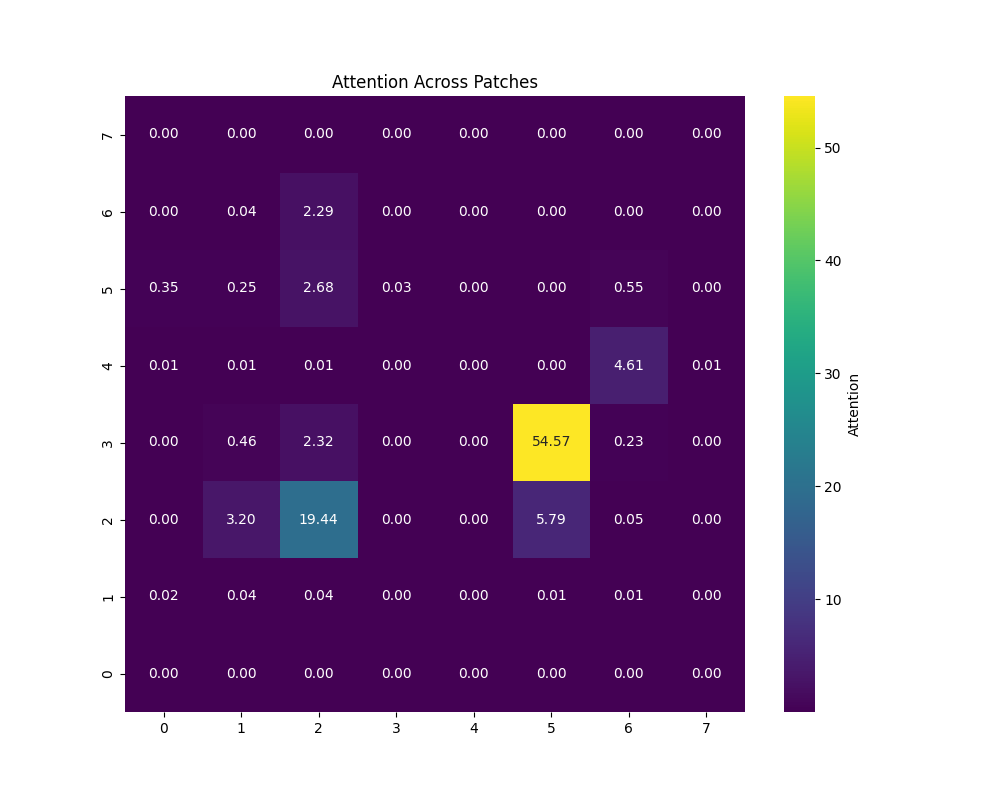 Attention Across Patches
7 0.00 0.00 0.00 0.00 0.00 0.00 0.00 0.00
6 0.00 0.04 2.29 0.00 0.00 0.00 0.00 0.00
5 0.35 0.25 2.68 0.03 0.00 0.00 0.55 0.00
4 0.01 0.01 0.01 0.00 0.00 0.00 4.61 0.01
3 0.00 0.46 2.32 0.00 0.00 54.57 0.23 0.00
2 0.00 3.20 19.44 0.00 0.00 5.79 0.05 0.00
1 0.02 0.04 0.04 0.00 0.00 0.01 0.01 0.00
0 0.00 0.00 0.00 0.00 0.00 0.00 0.00 0.00
0 1 2 3 4 5 6 7
50
40
30
20
10
Attention